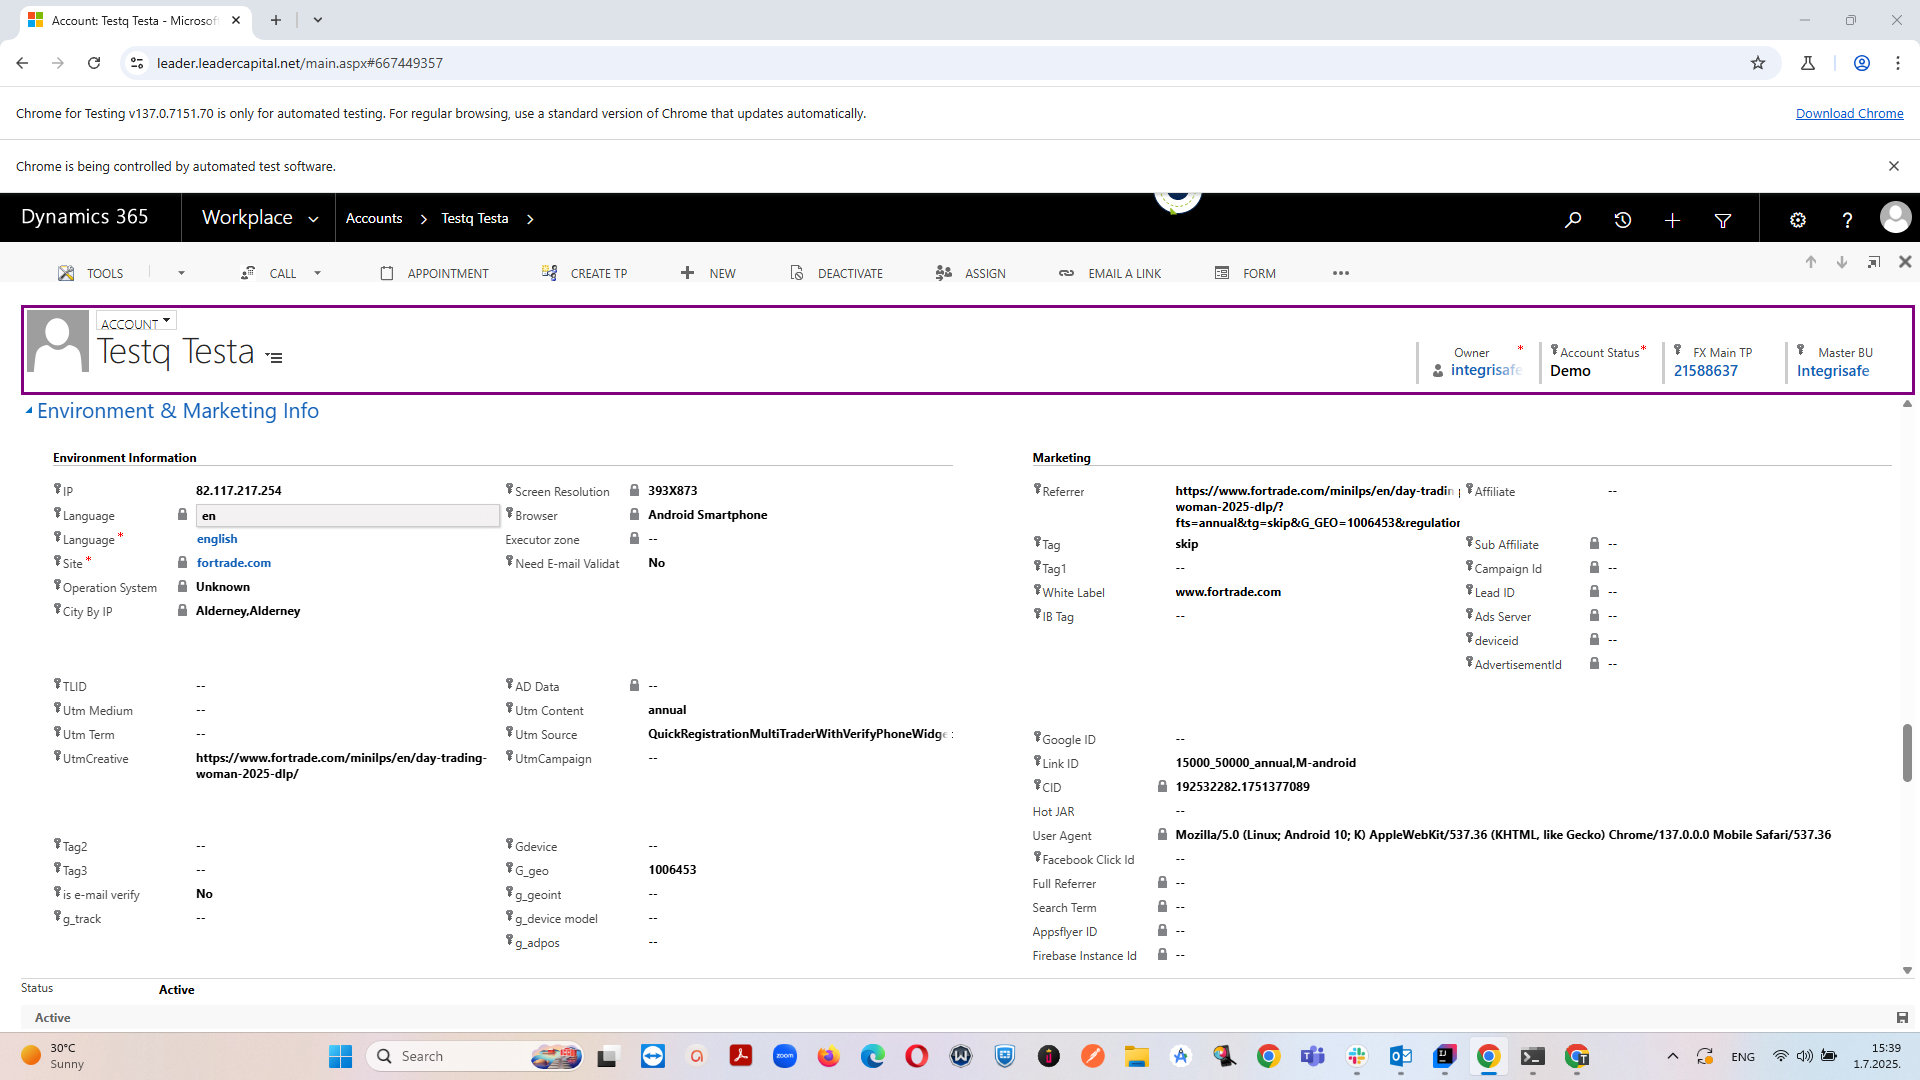 Account: Testq Testa - Microsof
leader.leadercapital.net/main.aspx#667449357
Chrome for Testing v137.0.7151.70 is only for automated testing. For regular browsing, use a standard version of Chrome that updates automatically.
Download Chrome
Chrome is being controlled by automated test software.
Dynamics 365
Workplace
Accounts
Testq Testa
TOOLS
CALL
APPOINTMENT
CREATE TP
NEW
DEACTIVATE
ASSIGN
EMAIL A LINK
FORM
ACCOUNT
Testq Testa
Owner *
integrisafe
Account Status *
Demo
FX Main TP
21588637
Master BU
Integrisafe
Environment & Marketing Info
Environment Information
IP 82.117.217.254
Language en
Language * english
Site * fortrade.com
Operation System Unknown
City By IP Alderney,Alderney
Screen Resolution 393X873
Browser Android Smartphone
Executor zone --
Need E-mail Validat No
TLID --
Utm Medium --
Utm Term --
UtmCreative https://www.fortrade.com/minilps/en/day-trading-
woman-2025-dlp/
AD Data --
Utm Content annual
Utm Source QuickRegistrationMultiTraderWithVerifyPhoneWidge
UtmCampaign --
Tag2 --
Tag3 --
is e-mail verify No
g_track --
Gdevice --
G_geo 1006453
g_geoint --
g_device model --
g_adpos --
Marketing
Referrer https://www.fortrade.com/minilps/en/day-tradin
woman-2025-dlp/?
fts=annual&tg=skip&G_GEO=1006453&regulation
Tag skip
Tag1 --
White Label www.fortrade.com
IB Tag --
Affiliate --
Sub Affiliate --
Campaign Id --
Lead ID --
Ads Server --
deviceid --
AdvertisementId --
Google ID --
Link ID 15000_50000_annual,M-android
CID 192532282.1751377089
Hot JAR --
User Agent Mozilla/5.0 (Linux; Android 10; K) AppleWebKit/537.36 (KHTML, like Gecko) Chrome/137.0.0.0 Mobile Safari/537.36
Facebook Click Id --
Full Referrer --
Search Term --
Appsflyer ID --
Firebase Instance Id --
Status Active
Active
30°C
Sunny
Search
zoom
ENG
15:39
1.7.2025.